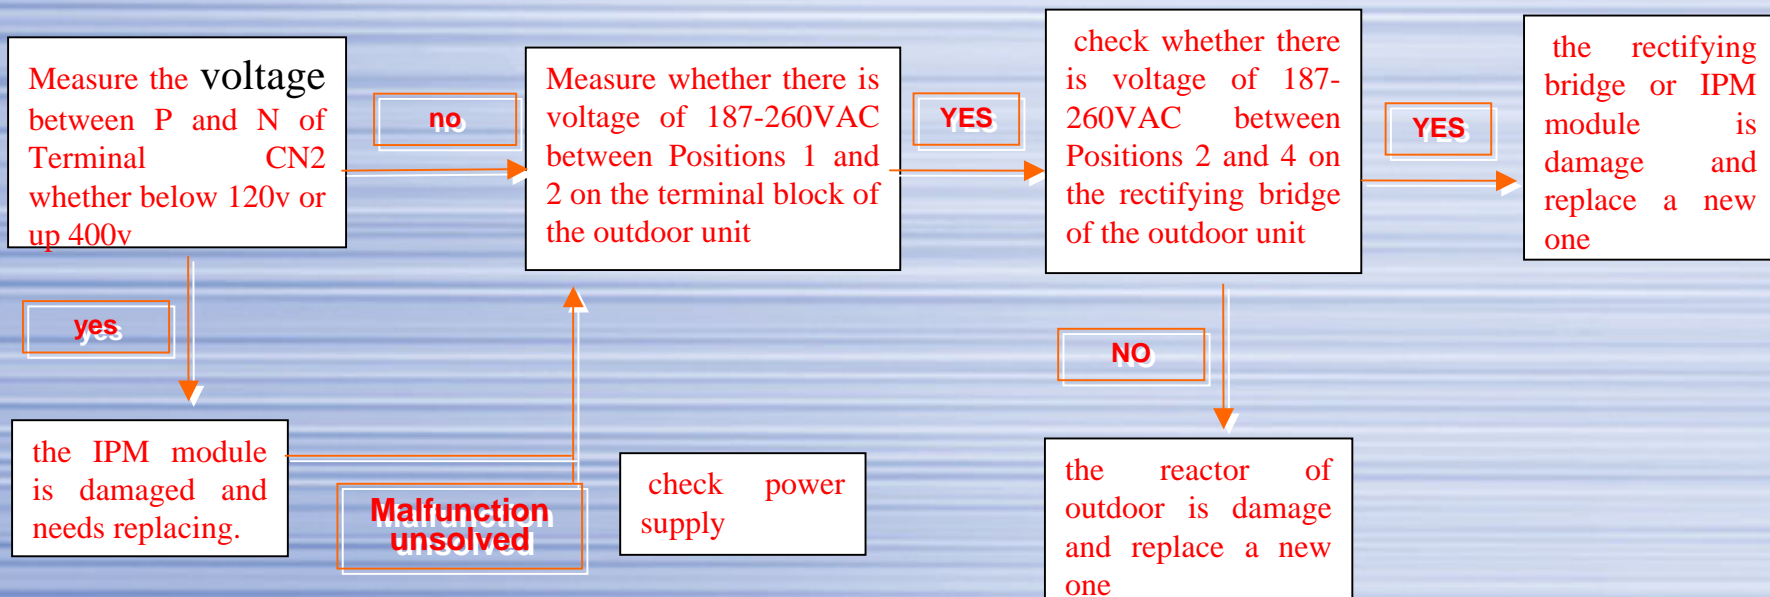 Measure the voltage
between P and N of
Terminal CN2
whether below 120v or
up 400v
no
Measure whether there is
voltage of 187-260VAC
between Positions 1 and
2 on the terminal block of
the outdoor unit
YES
check whether there
is voltage of 187-
260VAC between
Positions 2 and 4 on
the rectifying bridge
of the outdoor unit
YES
the rectifying
bridge or IPM
module is
damage and
replace a new
one
yes
NO
the IPM module
is damaged and
needs replacing.
Malfunction
unsolved
check power
supply
the reactor of
outdoor is damage
and replace a new
one